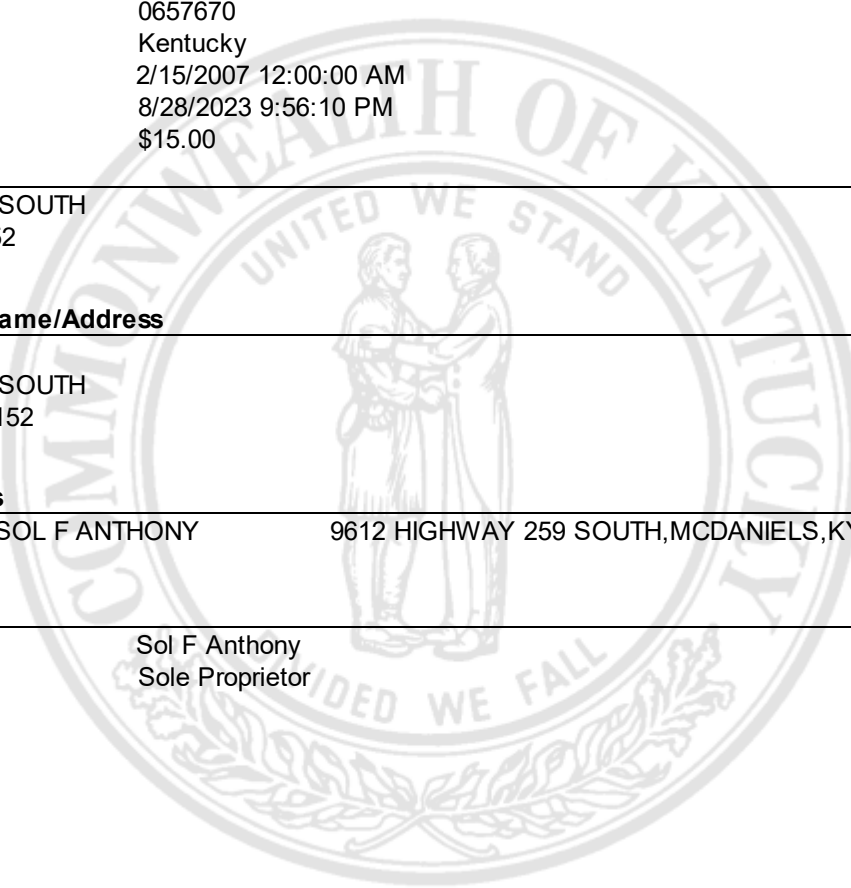 0657670
Kentucky
2/15/2007 12:00:00 AM
8/28/2023 9:56:10 PM
$15.00
SOUTH
52
ame/Address
SOUTH
152
s
SOL F ANTHONY 9612 HIGHWAY 259 SOUTH,MCDANIELS,KY
Sol F Anthony
Sole Proprietor
COMMONWEALTH OF KENTUCKY
UNITED WE STAND
DIVIDED WE FALL